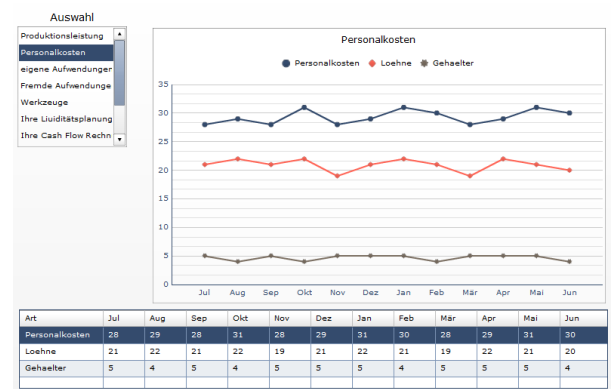 Auswahl
Produktionsleistung
Personalkosten
eigene Aufwendunger
Fremde Aufwendunge
Werkzeuge
Ihre Liuiditätsplanung
Ihre Cash Flow Rechn
Personalkosten
Personalkosten Loehne Gehaelter
35
30
25
20
15
10
5
0
Jul Aug Sep Okt Nov Dez Jan Feb Mär Apr Mai Jun
Art Jul Aug Sep Okt Nov Dez Jan Feb Mär Apr Mai Jun
Personalkosten 28 29 28 31 28 29 31 30 28 29 31 30
Loehne 21 22 21 22 19 21 22 21 19 22 21 20
Gehaelter 5 4 5 4 5 5 5 4 5 5 5 4